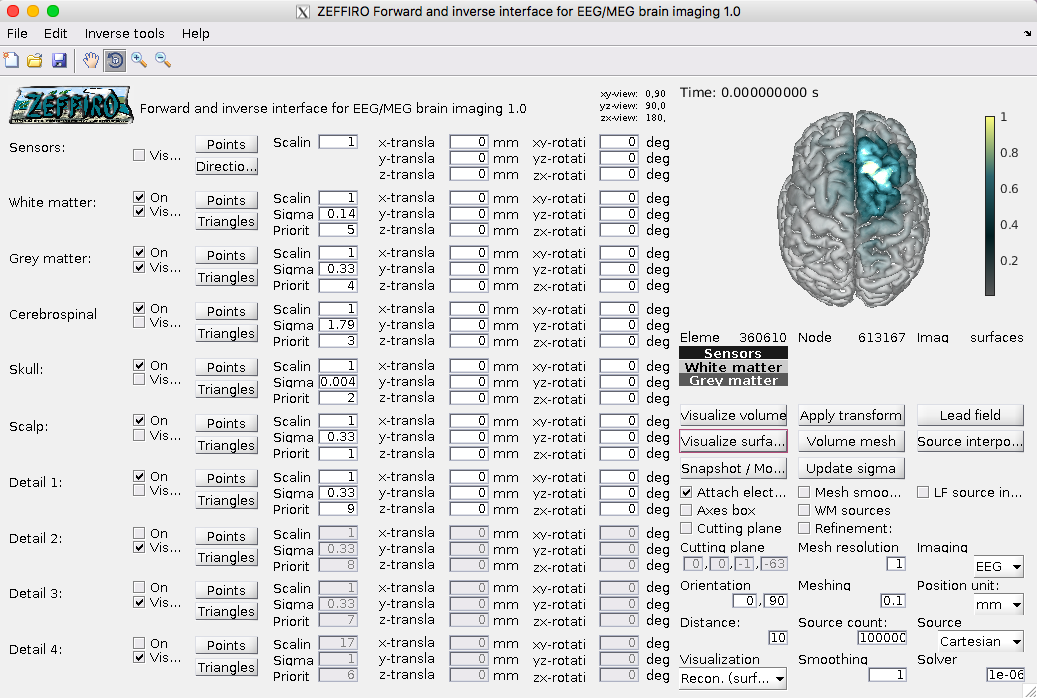 ZEFFIRO Forward and inverse interface for EEG/MEG brain imaging 1.0
File Edit Inverse tools Help
ZEFFIRO Forward and inverse interface for EEG/MEG brain imaging 1.0
xy-view: 0,90
yz-view: 90,0
zx-view: 180,
Time: 0.000000000 s
1
0.8
0.6
0.4
0.2
Sensors: Vis... Points Directio...
Scalin 1 x-transla 0 mm xy-rotati 0 deg
y-transla 0 mm yz-rotati 0 deg
z-transla 0 mm zx-rotati 0 deg
White matter: On Vis... Points Triangles
Scalin 1 x-transla 0 mm xy-rotati 0 deg
Sigma 0.14 y-transla 0 mm yz-rotati 0 deg
Priorit 5 z-transla 0 mm zx-rotati 0 deg
Grey matter: On Vis... Points Triangles
Scalin 1 x-transla 0 mm xy-rotati 0 deg
Sigma 0.33 y-transla 0 mm yz-rotati 0 deg
Priorit 4 z-transla 0 mm zx-rotati 0 deg
Cerebrospinal On Vis... Points Triangles
Scalin 1 x-transla 0 mm xy-rotati 0 deg
Sigma 1.79 y-transla 0 mm yz-rotati 0 deg
Priorit 3 z-transla 0 mm zx-rotati 0 deg
Skull: On Vis... Points Triangles
Scalin 1 x-transla 0 mm xy-rotati 0 deg
Sigma 0.004 y-transla 0 mm yz-rotati 0 deg
Priorit 2 z-transla 0 mm zx-rotati 0 deg
Scalp: On Vis... Points Triangles
Scalin 1 x-transla 0 mm xy-rotati 0 deg
Sigma 0.33 y-transla 0 mm yz-rotati 0 deg
Priorit 1 z-transla 0 mm zx-rotati 0 deg
Detail 1: On Vis... Points Triangles
Scalin 1 x-transla 0 mm xy-rotati 0 deg
Sigma 0.33 y-transla 0 mm yz-rotati 0 deg
Priorit 9 z-transla 0 mm zx-rotati 0 deg
Detail 2: On Vis... Points Triangles
Scalin 1 x-transla 0 mm xy-rotati 0 deg
Sigma 0.33 y-transla 0 mm yz-rotati 0 deg
Priorit 8 z-transla 0 mm zx-rotati 0 deg
Detail 3: On Vis... Points Triangles
Scalin 1 x-transla 0 mm xy-rotati 0 deg
Sigma 0.33 y-transla 0 mm yz-rotati 0 deg
Priorit 7 z-transla 0 mm zx-rotati 0 deg
Detail 4: On Vis... Points Triangles
Scalin 17 x-transla 0 mm xy-rotati 0 deg
Sigma 1 y-transla 0 mm yz-rotati 0 deg
Priorit 6 z-transla 0 mm zx-rotati 0 deg
Eleme 360610 Node 613167 Imag surfaces
Sensors
White matter
Grey matter
Visualize volume Apply transform Lead field
Visualize surfa... Volume mesh Source interpo...
Snapshot / Mo... Update sigma
Attach elect... Mesh smoo... LF source in...
Axes box WM sources
Cutting plane Refinement:
Cutting plane Mesh resolution Imaging
0 , 0 , -1 , -63 1 EEG
Orientation Meshing Position unit:
0 , 90 0.1 mm
Distance: Source count: Source
10 100000 Cartesian
Visualization Smoothing Solver
Recon. (surf... 1 1e-06